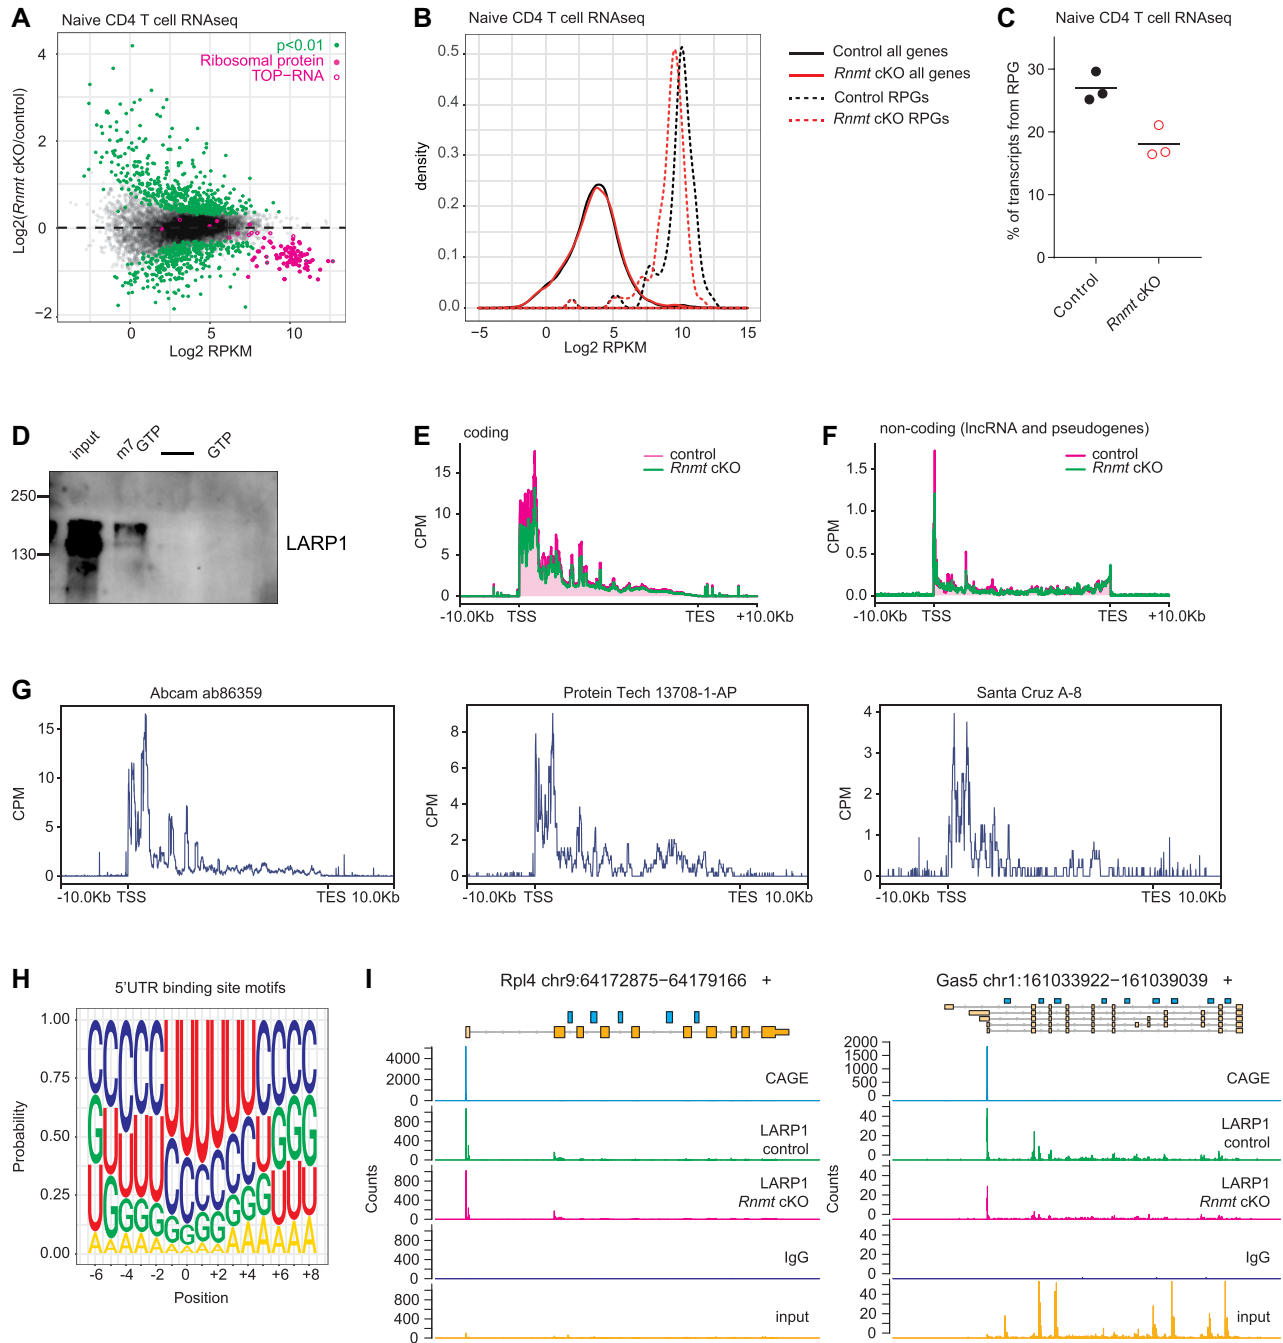 A
Naive CD4 T cell RNAseq
p<0.01
Ribosomal protein
TOP−RNA
Log2(Rnmt cKO/control)
4
2
0
−2
0
5
10
Log2 RPKM
B
Naive CD4 T cell RNAseq
density
0.5
0.4
0.3
0.2
0.1
0.0
−5
0
5
10
15
Log2 RPKM
Control all genes
Rnmt cKO all genes
Control RPGs
Rnmt cKO RPGs
C
Naive CD4 T cell RNAseq
% of transcripts from RPG
30
20
10
0
Control
Rnmt cKO
D
input
m7GTP
GTP
250
130
LARP1
E
coding
control
Rnmt cKO
CPM
15
10
5
0
-10.0Kb
TSS
TES
+10.0Kb
F
non-coding (lncRNA and pseudogenes)
control
Rnmt cKO
CPM
1.5
1.0
0.5
0.0
-10.0Kb
TSS
TES
+10.0Kb
G
Abcam ab86359
CPM
15
10
5
0
-10.0Kb
TSS
TES
10.0Kb
Protein Tech 13708-1-AP
CPM
8
6
4
2
0
-10.0Kb
TSS
TES
10.0Kb
Santa Cruz A-8
CPM
4
3
2
1
0
-10.0Kb
TSS
TES
10.0Kb
H
5'UTR binding site motifs
Probability
1.00
0.75
0.50
0.25
0.00
-6
-4
-2
0
+2
+4
+6
+8
Position
I
Rpl4 chr9:64172875−64179166 +
Counts
4000
2000
0
CAGE
800
400
0
LARP1
control
800
400
0
LARP1
Rnmt cKO
800
400
0
IgG
800
400
0
input
Gas5 chr1:161033922−161039039 +
Counts
2000
1500
1000
500
0
CAGE
40
20
0
LARP1
control
40
20
0
LARP1
Rnmt cKO
40
20
0
IgG
40
20
0
input